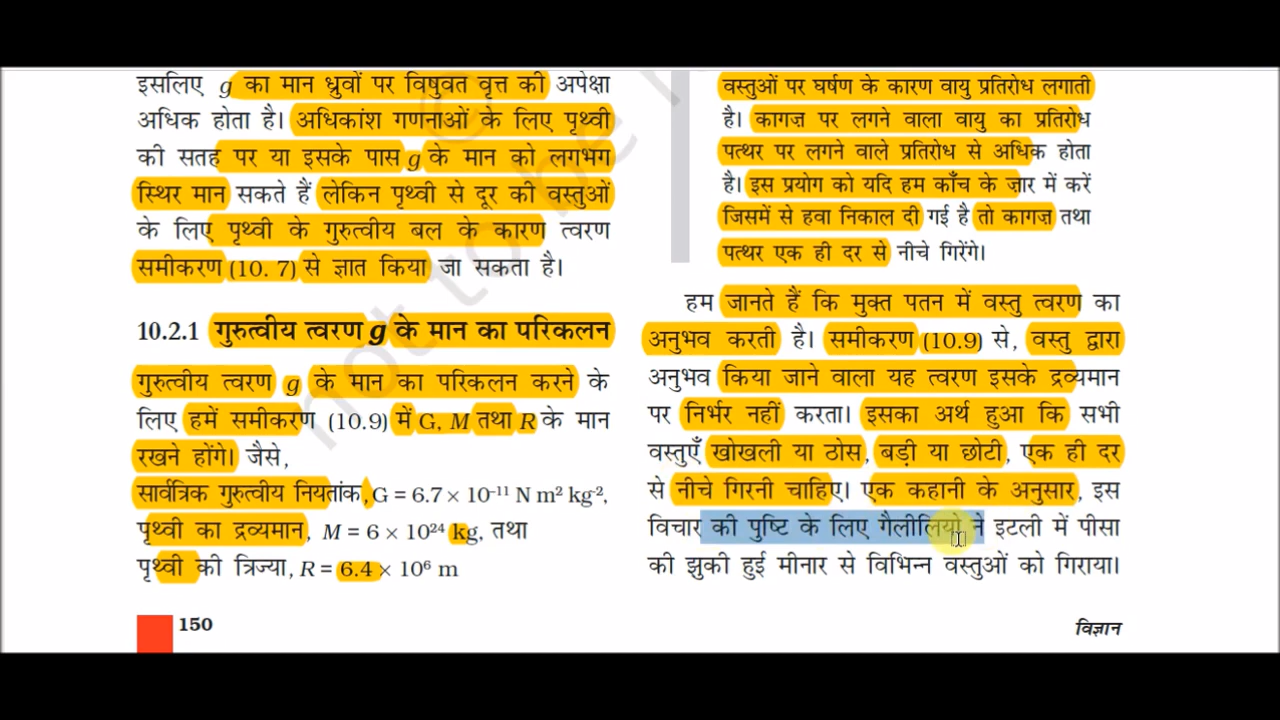 इसलिए g का मान ध्रुवों पर विषुवत वृत्त की अपेक्षा
अधिक होता है। अधिकांश गणनाओं के लिए पृथ्वी
की सतह पर या इसके पास g के मान को लगभग
स्थिर मान सकते हैं लेकिन पृथ्वी से दूर की वस्तुओं
के लिए पृथ्वी के गुरुत्वीय बल के कारण त्वरण
समीकरण (10. 7) से ज्ञात किया जा सकता है।
10.2.1 गुरुत्वीय त्वरण g के मान का परिकलन
गुरुत्वीय त्वरण g के मान का परिकलन करने के
लिए हमें समीकरण (10.9) में G, M तथा R के मान
रखने होंगे। जैसे,
सार्वत्रिक गुरुत्वीय नियतांक, G = 6.7 × 10⁻¹¹ N m² kg⁻²,
पृथ्वी का द्रव्यमान, M = 6 × 10²⁴ kg, तथा
पृथ्वी की त्रिज्या, R = 6.4 × 10⁶ m
150
वस्तुओं पर घर्षण के कारण वायु प्रतिरोध लगाती
है। कागज़ पर लगने वाला वायु का प्रतिरोध
पत्थर पर लगने वाले प्रतिरोध से अधिक होता
है। इस प्रयोग को यदि हम काँच के जार में करें
जिसमें से हवा निकाल दी गई है तो कागज़ तथा
पत्थर एक ही दर से नीचे गिरेंगे।
हम जानते हैं कि मुक्त पतन में वस्तु त्वरण का
अनुभव करती है। समीकरण (10.9) से, वस्तु द्वारा
अनुभव किया जाने वाला यह त्वरण इसके द्रव्यमान
पर निर्भर नहीं करता। इसका अर्थ हुआ कि सभी
वस्तुएँ खोखली या ठोस, बड़ी या छोटी, एक ही दर
से नीचे गिरनी चाहिए। एक कहानी के अनुसार, इस
विचार की पुष्टि के लिए गैलीलियो ने इटली में पीसा
की झुकी हुई मीनार से विभिन्न वस्तुओं को गिराया।
विज्ञान
not to be